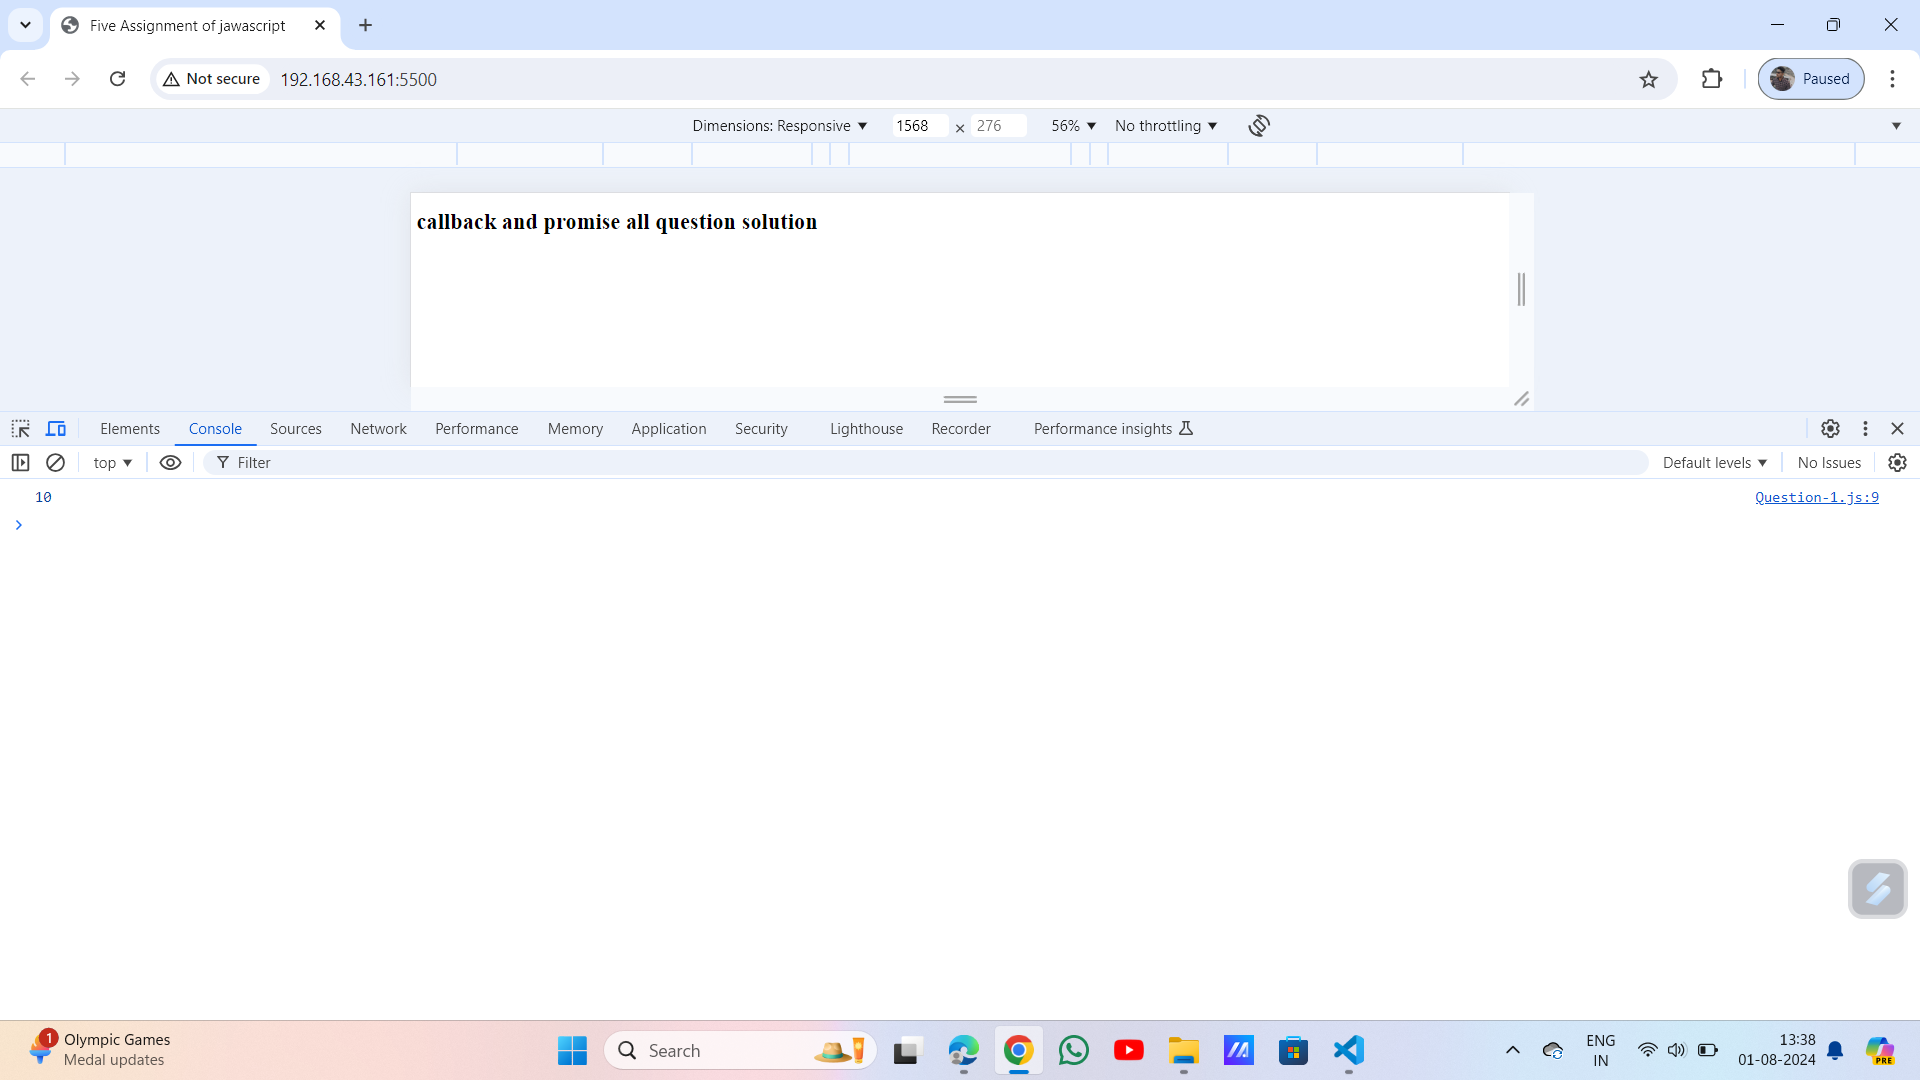 Five Assignment of jawascript
Not secure
192.168.43.161:5500
Paused
Dimensions: Responsive
1568
×
276
56%
No throttling
callback and promise all question solution
Elements
Console
Sources
Network
Performance
Memory
Application
Security
Lighthouse
Recorder
Performance insights
top
Filter
Default levels
No Issues
10
Question-1.js:9
1
Olympic Games
Medal updates
Search
ENG
IN
13:38
01-08-2024
PRE